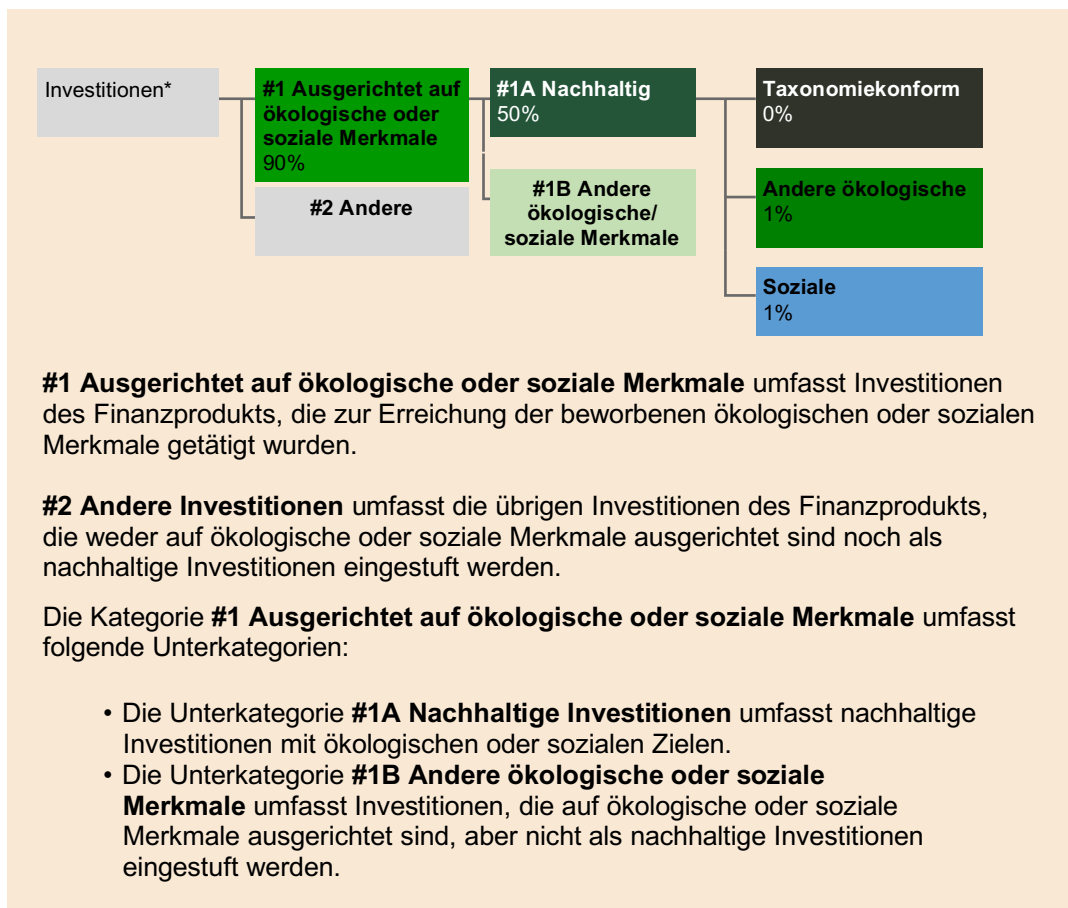 Investitionen*
#1 Ausgerichtet auf
ökologische oder
soziale Merkmale
90%
#2 Andere
#1A Nachhaltig
50%
#1B Andere
ökologische/
soziale Merkmale
Taxonomiekonform
0%
Andere ökologische
1%
Soziale
1%
#1 Ausgerichtet auf ökologische oder soziale Merkmale umfasst Investitionen
des Finanzprodukts, die zur Erreichung der beworbenen ökologischen oder sozialen
Merkmale getätigt wurden.
#2 Andere Investitionen umfasst die übrigen Investitionen des Finanzprodukts,
die weder auf ökologische oder soziale Merkmale ausgerichtet sind noch als
nachhaltige Investitionen eingestuft werden.
Die Kategorie #1 Ausgerichtet auf ökologische oder soziale Merkmale umfasst
folgende Unterkategorien:
• Die Unterkategorie #1A Nachhaltige Investitionen umfasst nachhaltige
Investitionen mit ökologischen oder sozialen Zielen.
• Die Unterkategorie #1B Andere ökologische oder soziale
Merkmale umfasst Investitionen, die auf ökologische oder soziale
Merkmale ausgerichtet sind, aber nicht als nachhaltige Investitionen
eingestuft werden.